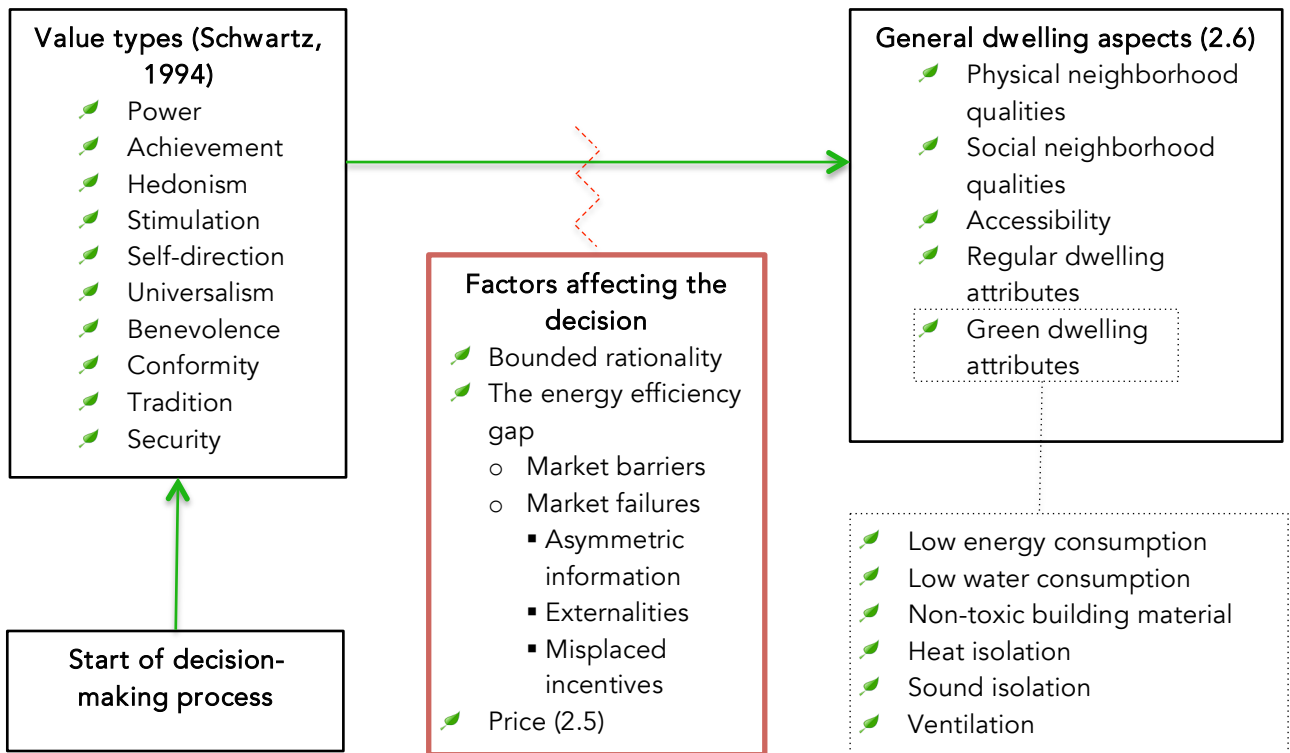 Value types (Schwartz,
1994)
Power
Achievement
Hedonism
Stimulation
Self-direction
Universalism
Benevolence
Conformity
Tradition
Security
Start of decision-
making process
Factors affecting the
decision
Bounded rationality
The energy efficiency
gap
o Market barriers
o Market failures
▪ Asymmetric
information
▪ Externalities
▪ Misplaced
incentives
Price (2.5)
General dwelling aspects (2.6)
Physical neighborhood
qualities
Social neighborhood
qualities
Accessibility
Regular dwelling
attributes
Green dwelling
attributes
Low energy consumption
Low water consumption
Non-toxic building material
Heat isolation
Sound isolation
Ventilation